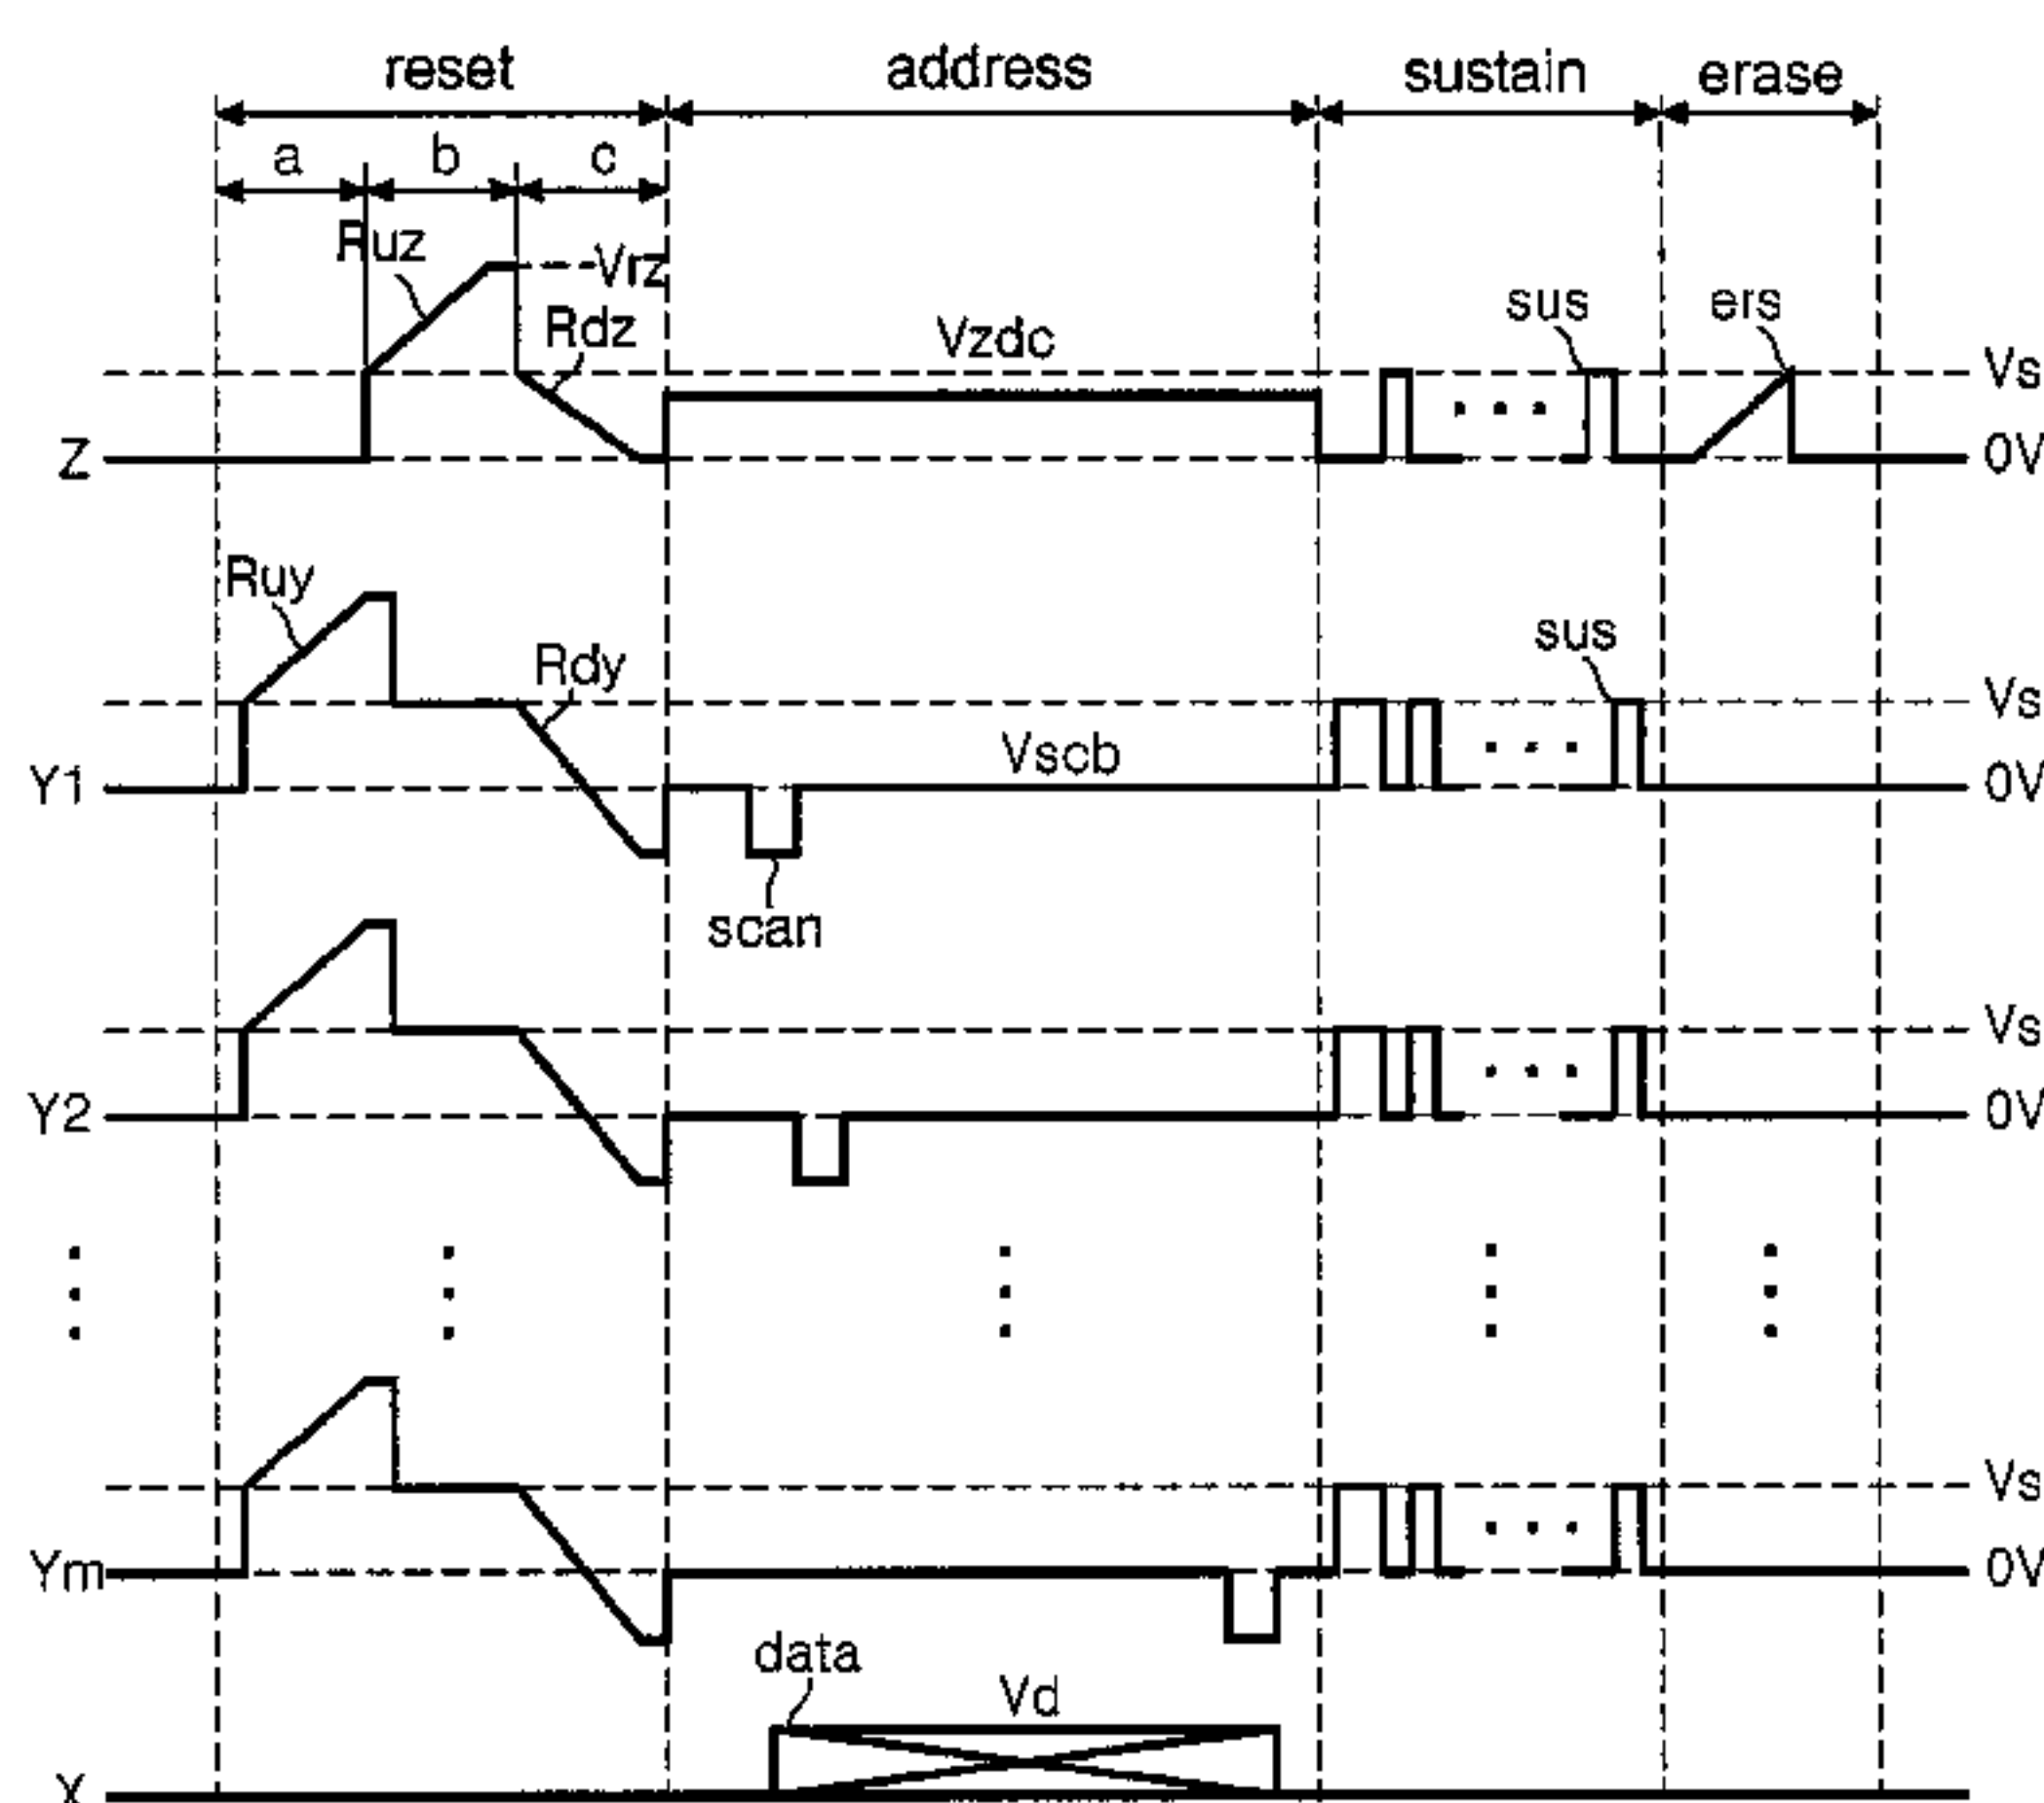 reset address sustain erase
a b c
Ruz
Vrz
Rdz
Vzdc
sus
ers
Vs
Z
0V
Ruy
Rdy
sus
Vs
Vscb
Y1
0V
scan
Vs
Y2
0V
Vs
Ym
0V
data
Vd
X